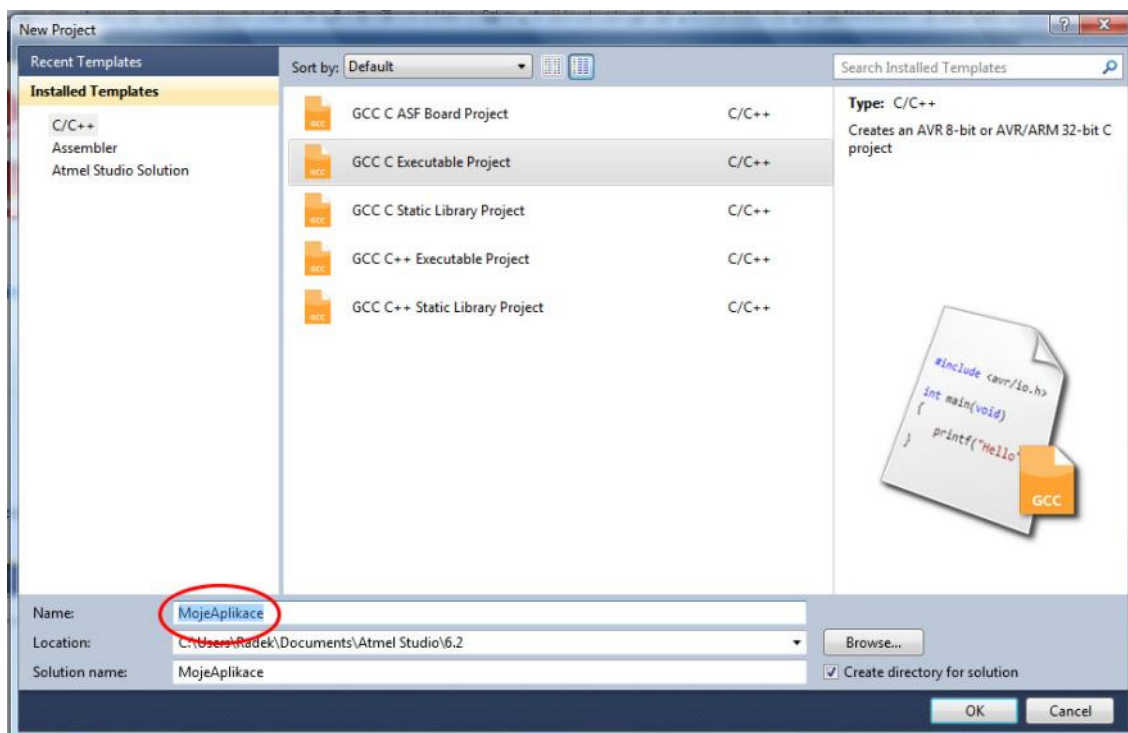 New Project
Recent Templates
Installed Templates
C/C++
Assembler
Atmel Studio Solution
Sort by: Default
GCC C ASF Board Project C/C++
GCC C Executable Project C/C++
GCC C Static Library Project C/C++
GCC C++ Executable Project C/C++
GCC C++ Static Library Project C/C++
Search Installed Templates
Type: C/C++
Creates an AVR 8-bit or AVR/ARM 32-bit C
project
#include <avr/io.h>
int main(void)
{
printf("Hello"
}
GCC
Name: MojeAplikace
Location: C:\Users\Radek\Documents\Atmel Studio\6.2 Browse...
Solution name: MojeAplikace Create directory for solution
OK Cancel